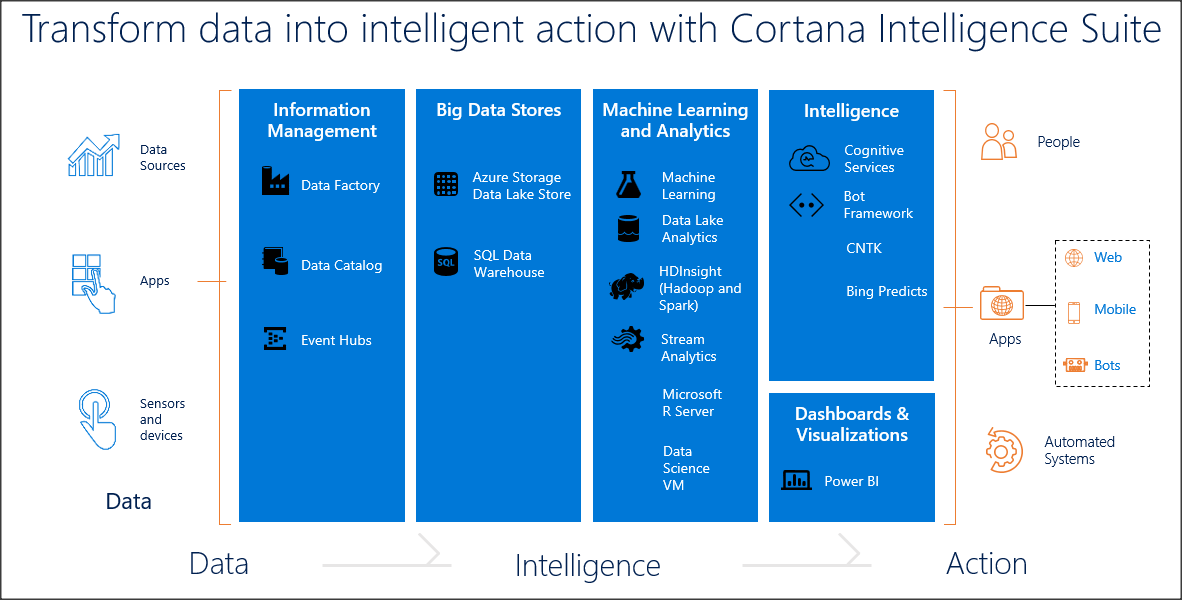 Transform data into intelligent action with Cortana Intelligence Suite
Data
Sources
Apps
Sensors
and
devices
Data
Information
Management
Data Factory
Data Catalog
Event Hubs
Big Data Stores
Azure Storage
Data Lake Store
SQL
SQL Data
Warehouse
Machine Learning
and Analytics
Machine
Learning
Data Lake
Analytics
HDInsight
(Hadoop and
Spark)
Stream
Analytics
Microsoft
R Server
Data
Science
VM
Intelligence
Cognitive
Services
Bot
Framework
CNTK
Bing Predicts
Dashboards &
Visualizations
Power BI
People
Apps
Web
Mobile
Bots
Automated
Systems
Data
Intelligence
Action